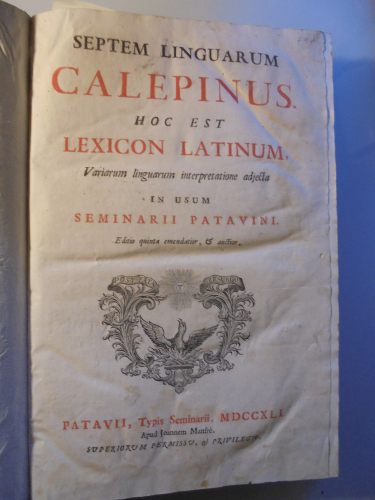 SEPTEM LINGUARUM
CALEPINUS.
HOC EST
LEXICON LATINUM,
Variarum linguarum interpretatione adjecta
IN USUM
SEMINARII PATAVINI.
Editio quinta emendatior, & auctior.
PATAVII, Typis Seminarii. MDCCXLI
Apud Joannem Manfrè.
SUPERIORUM PERMISSU, & PRIVILEGIO.